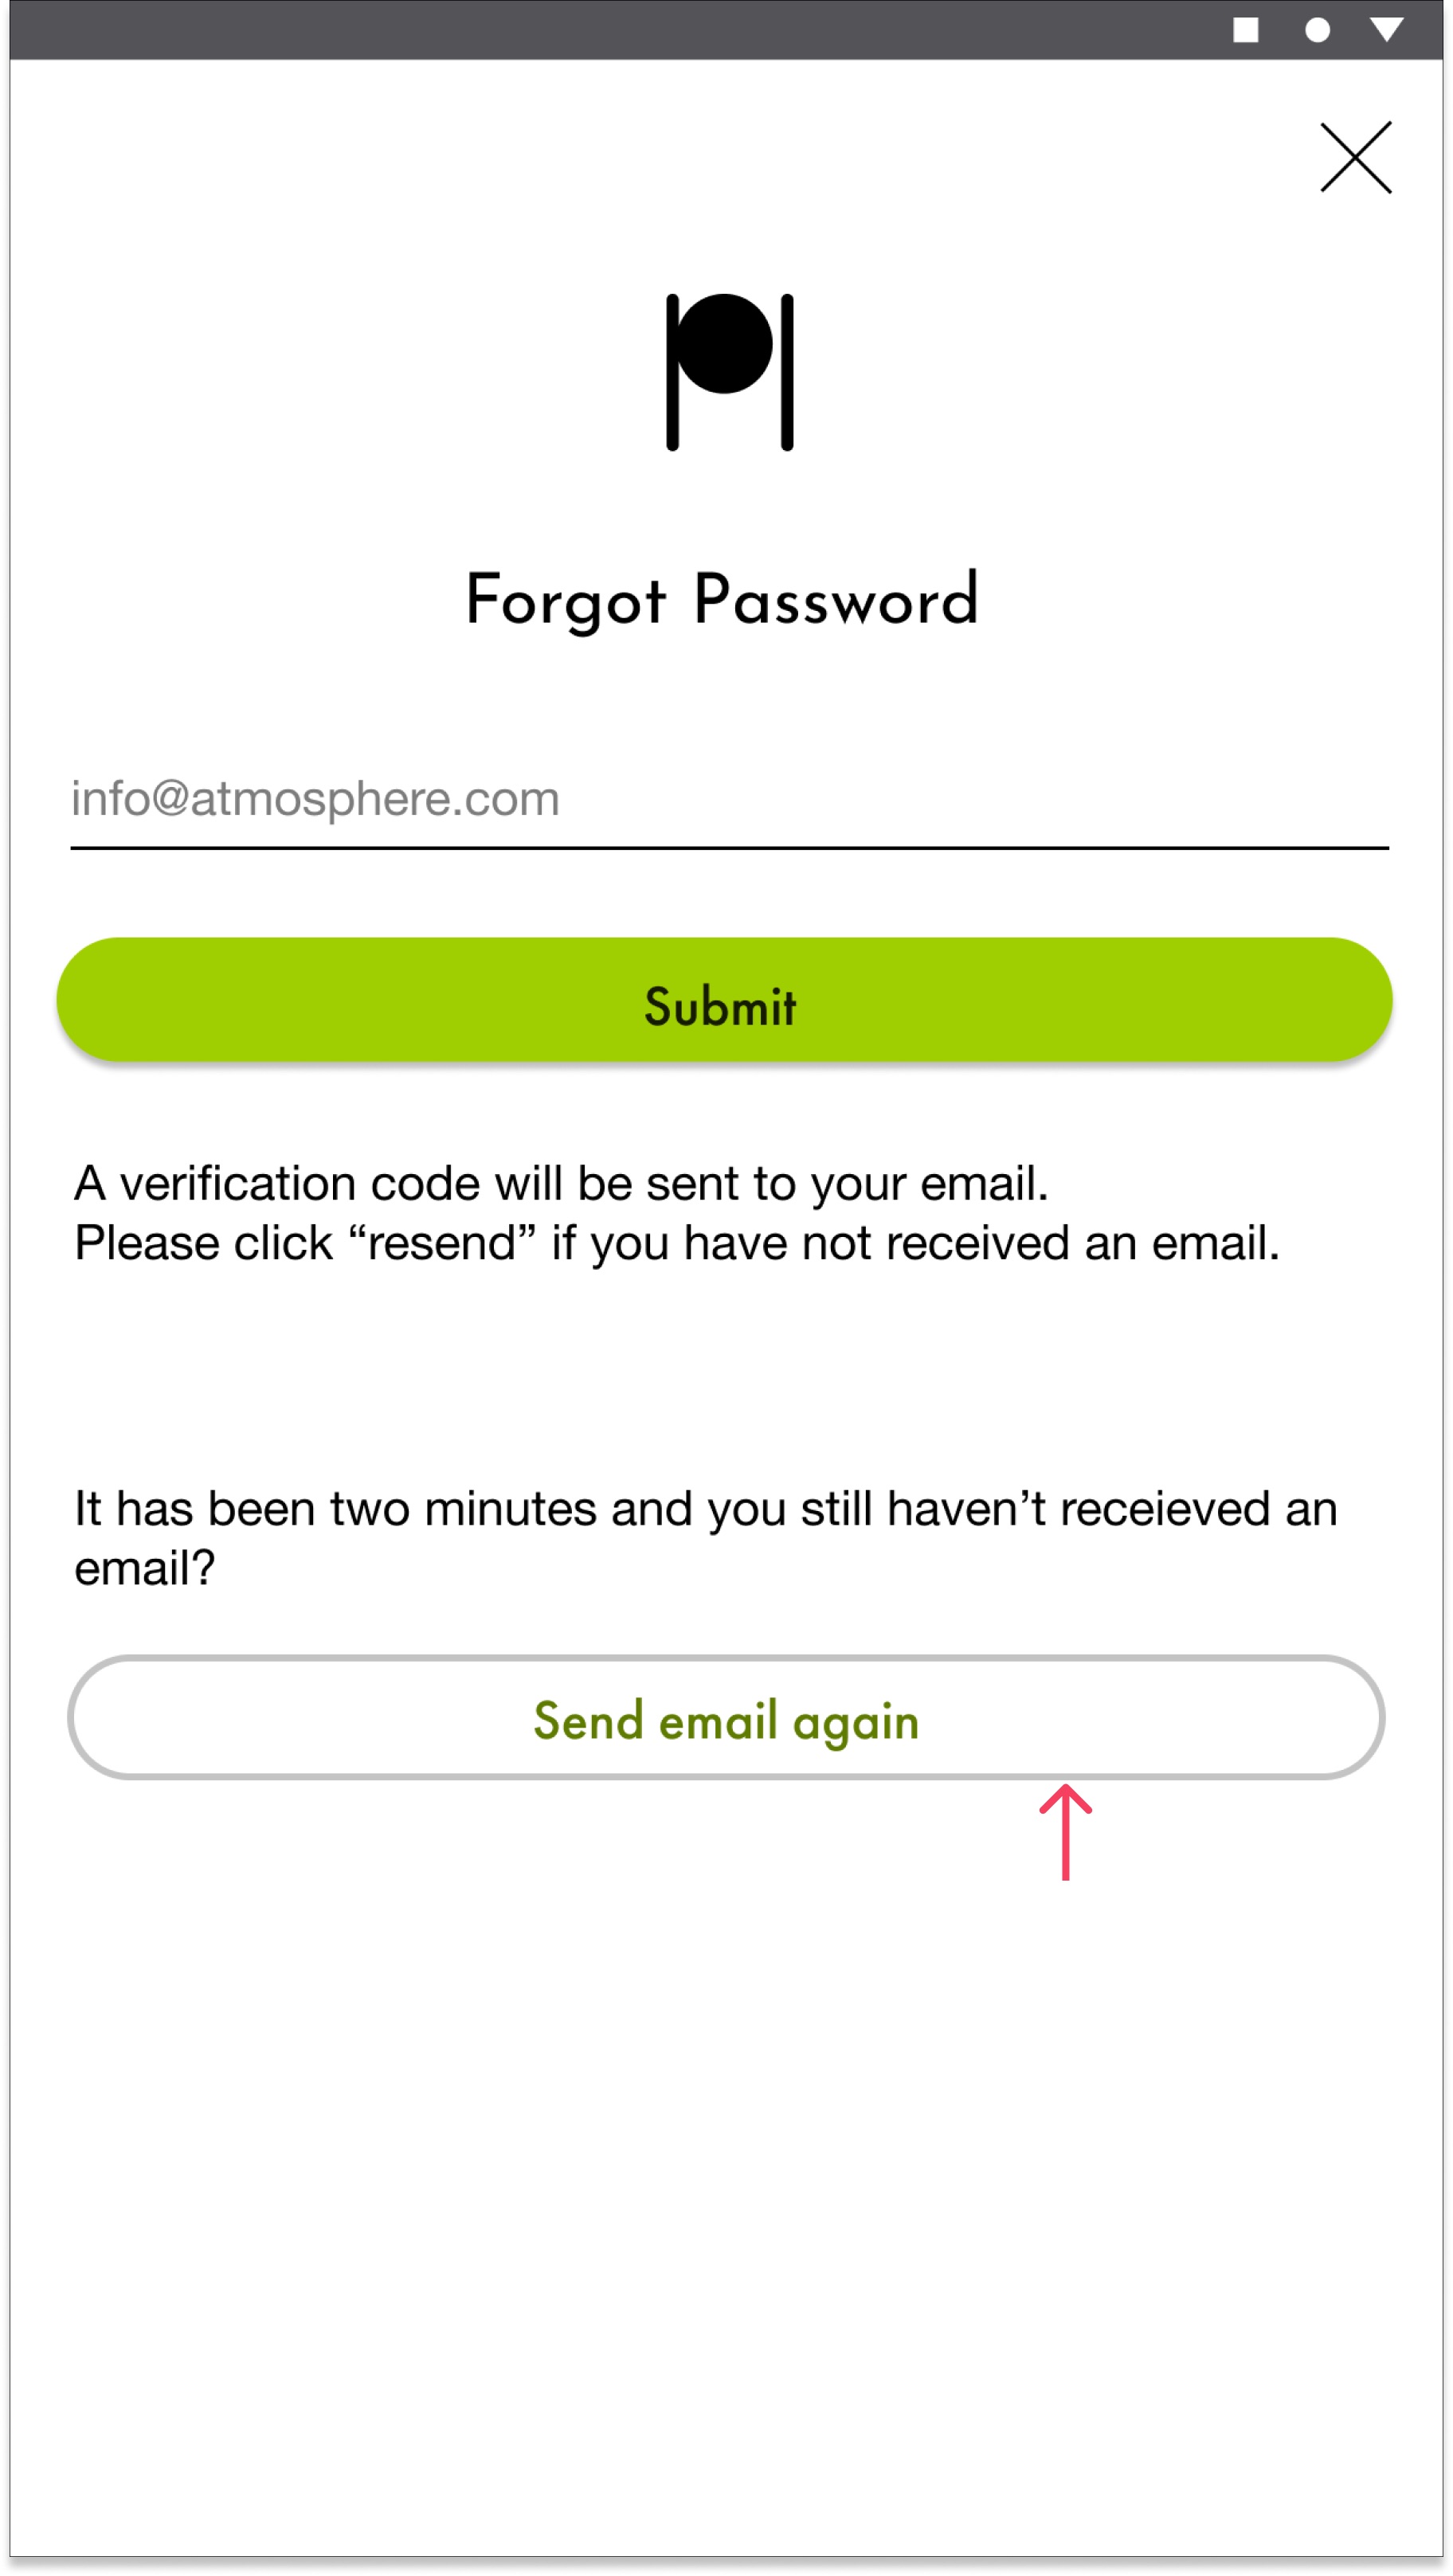 Forgot Password
info@atmosphere.com
Submit
A verification code will be sent to your email.
Please click “resend” if you have not received an email.
It has been two minutes and you still haven’t receieved an
email?
Send email again